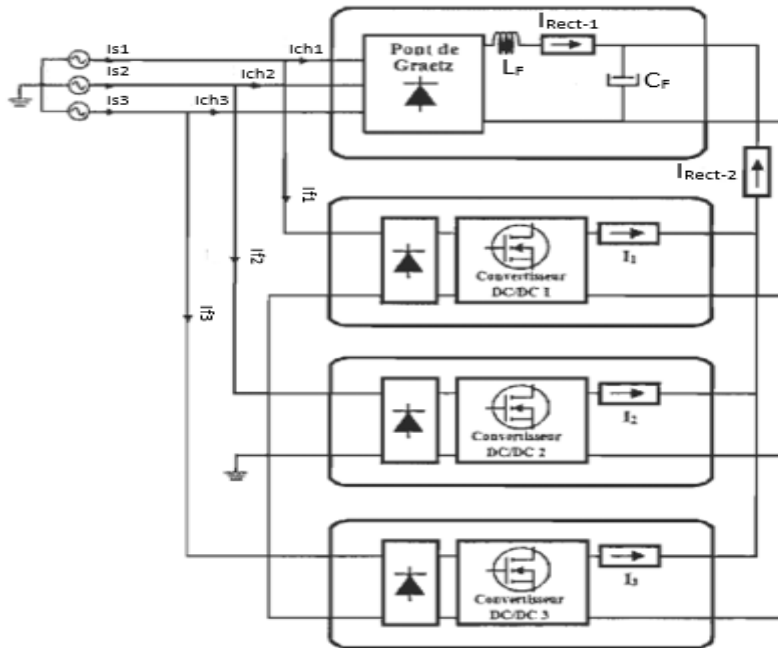 Is1
Ich1
Is2
Ich2
Is3
Ich3
Pont de
Graetz
LF
IRect-1
CF
IRect-2
If1
If2
If3
Convertisseur
DC/DC 1
I1
Convertisseur
DC/DC 2
I2
Convertisseur
DC/DC 3
I3